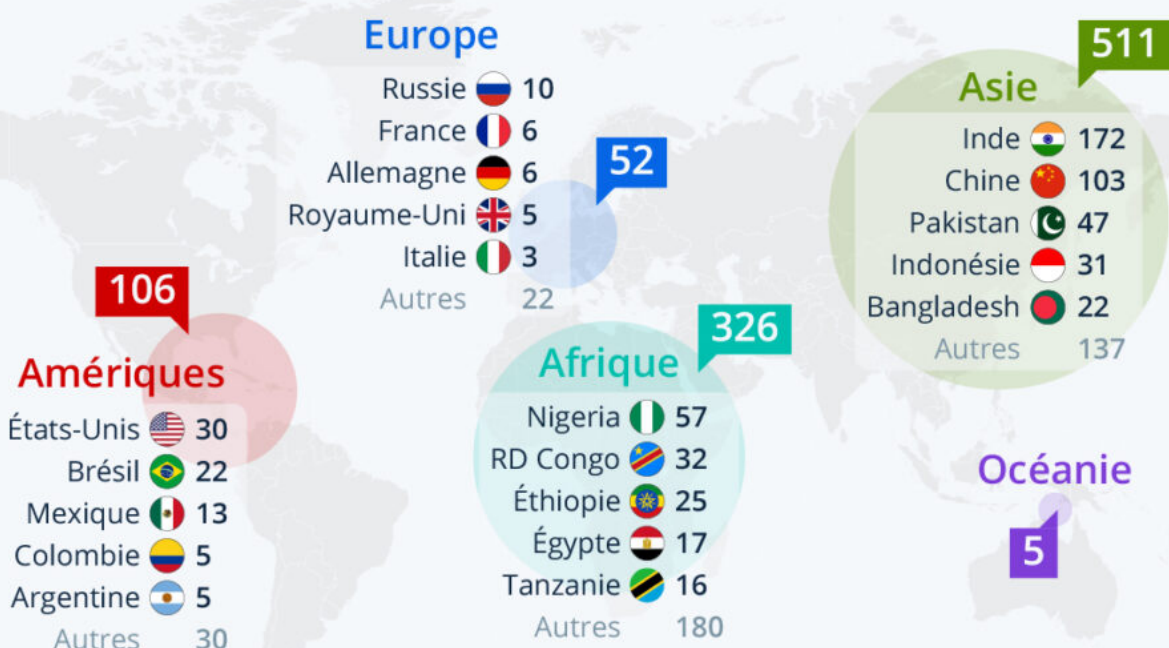 Europe
Russie 10
France 6
Allemagne 6
Royaume-Uni 5
Italie 3
Autres 22
52
511
Asie
Inde 172
Chine 103
Pakistan 47
Indonésie 31
Bangladesh 22
Autres 137
106
Amériques
États-Unis 30
Brésil 22
Mexique 13
Colombie 5
Argentine 5
Autres 30
326
Afrique
Nigeria 57
RD Congo 32
Éthiopie 25
Égypte 17
Tanzanie 16
Autres 180
Océanie
5